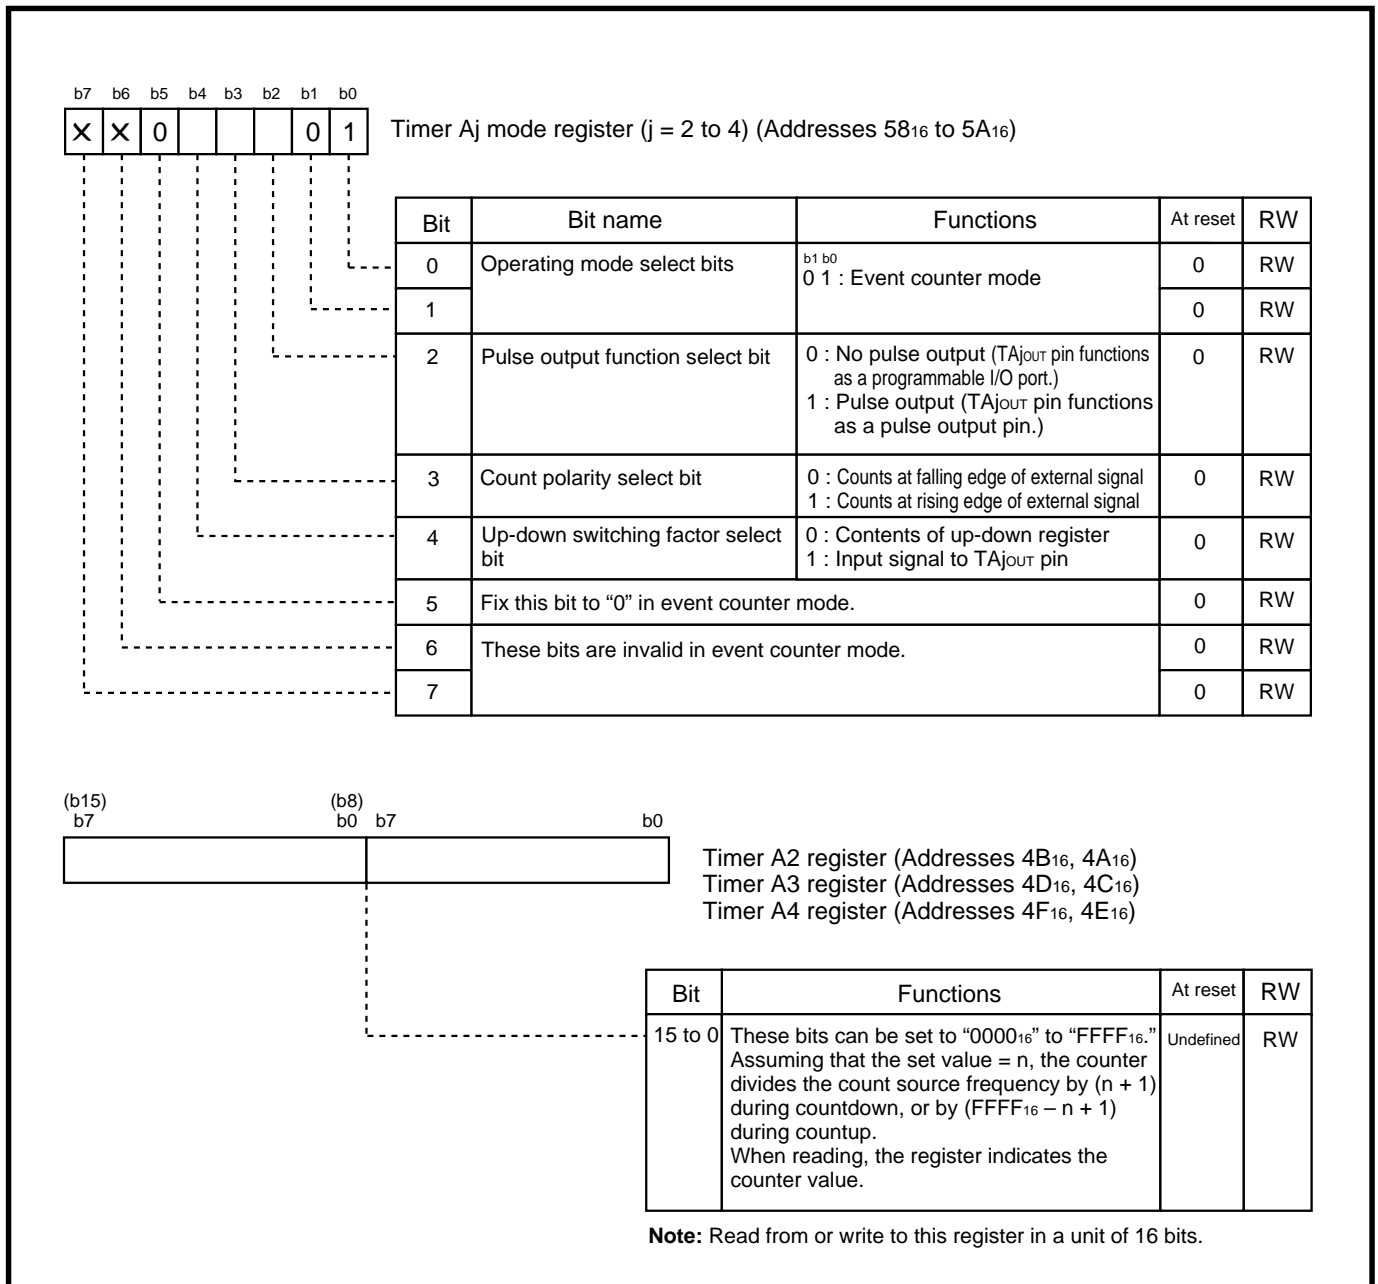 b7 b6 b5 b4 b3 b2 b1 b0
X X 0 0 1
Timer Aj mode register (j = 2 to 4) (Addresses 5816 to 5A16)
Bit Bit name Functions At reset RW
0 Operating mode select bits b1 b0 0 RW
0 1 : Event counter mode
1 0 RW
2 Pulse output function select bit 0 : No pulse output (TAjOUT pin functions 0 RW
as a programmable I/O port.)
1 : Pulse output (TAjOUT pin functions
as a pulse output pin.)
3 Count polarity select bit 0 : Counts at falling edge of external signal 0 RW
1 : Counts at rising edge of external signal
4 Up-down switching factor select 0 : Contents of up-down register 0 RW
bit 1 : Input signal to TAjOUT pin
5 Fix this bit to “0” in event counter mode. 0 RW
6 These bits are invalid in event counter mode. 0 RW
7 0 RW
(b15) (b8)
b7 b0 b7 b0
Timer A2 register (Addresses 4B16, 4A16)
Timer A3 register (Addresses 4D16, 4C16)
Timer A4 register (Addresses 4F16, 4E16)
Bit Functions At reset RW
15 to 0 These bits can be set to “000016” to “FFFF16.” Undefined RW
Assuming that the set value = n, the counter
divides the count source frequency by (n + 1)
during countdown, or by (FFFF16 – n + 1)
during countup.
When reading, the register indicates the
counter value.
Note: Read from or write to this register in a unit of 16 bits.